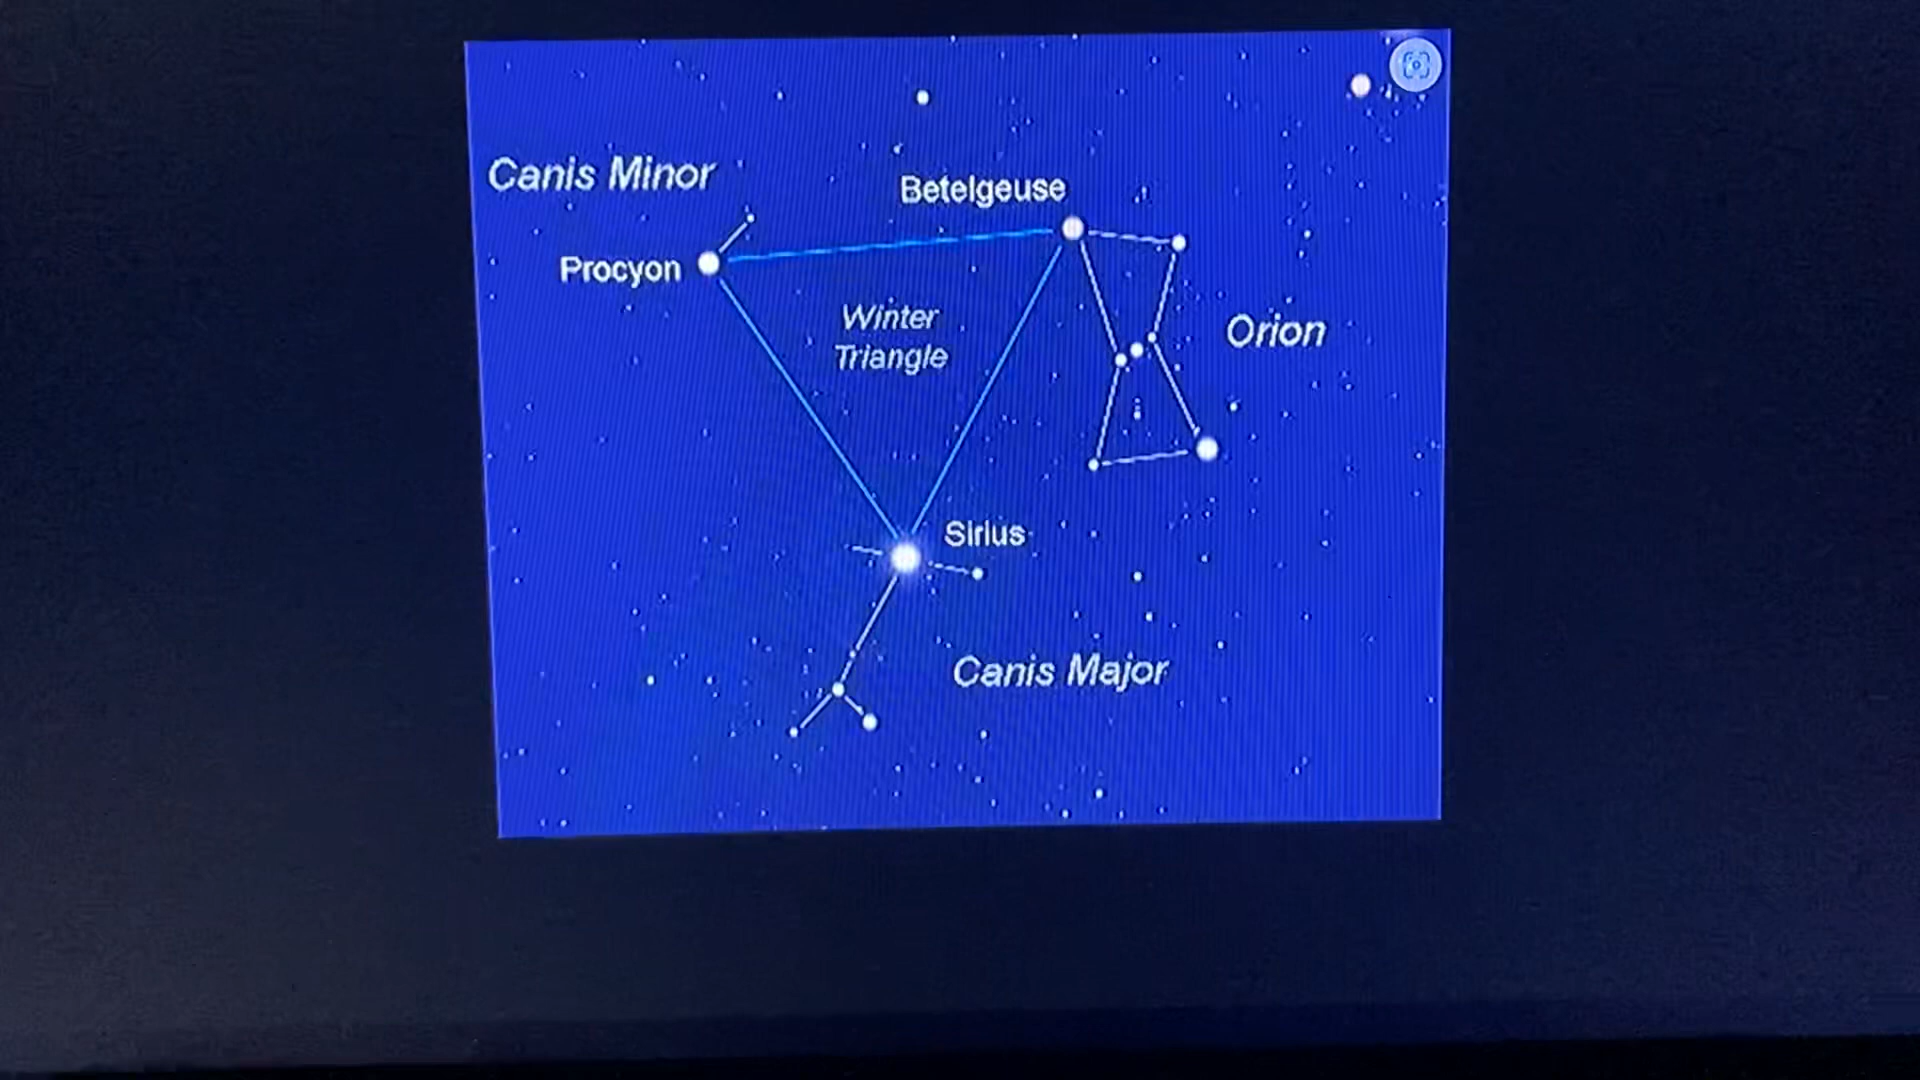 Canis Minor
Betelgeuse
Procyon
Winter
Triangle
Orion
Sirius
Canis Major